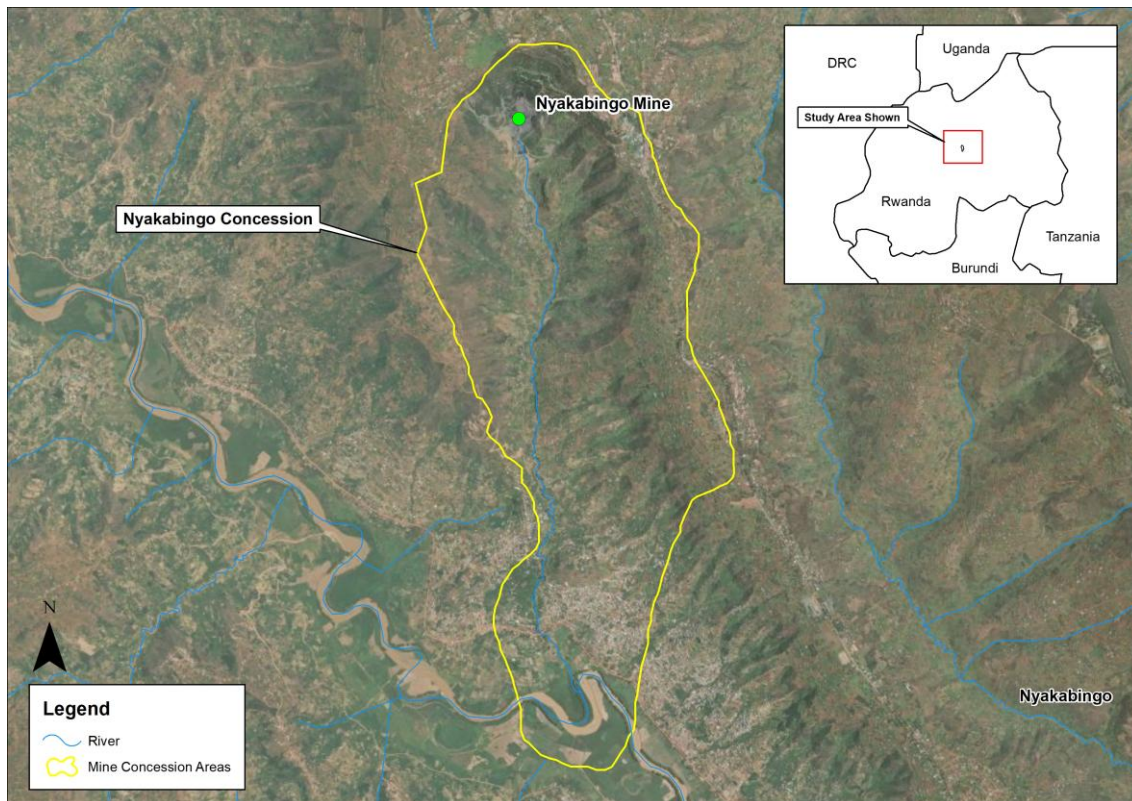 Nyakabingo Mine
Nyakabingo Concession
DRC
Uganda
Study Area Shown
Rwanda
Tanzania
Burundi
N
Nyakabingo
Legend
River
Mine Concession Areas